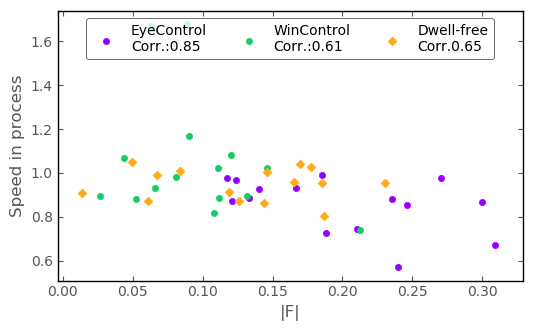 EyeControl
Corr.:0.85
WinControl
Corr.:0.61
Dwell-free
Corr.0.65
Speed in process
1.6
1.4
1.2
1.0
0.8
0.6
0.00 0.05 0.10 0.15 0.20 0.25 0.30
|F|